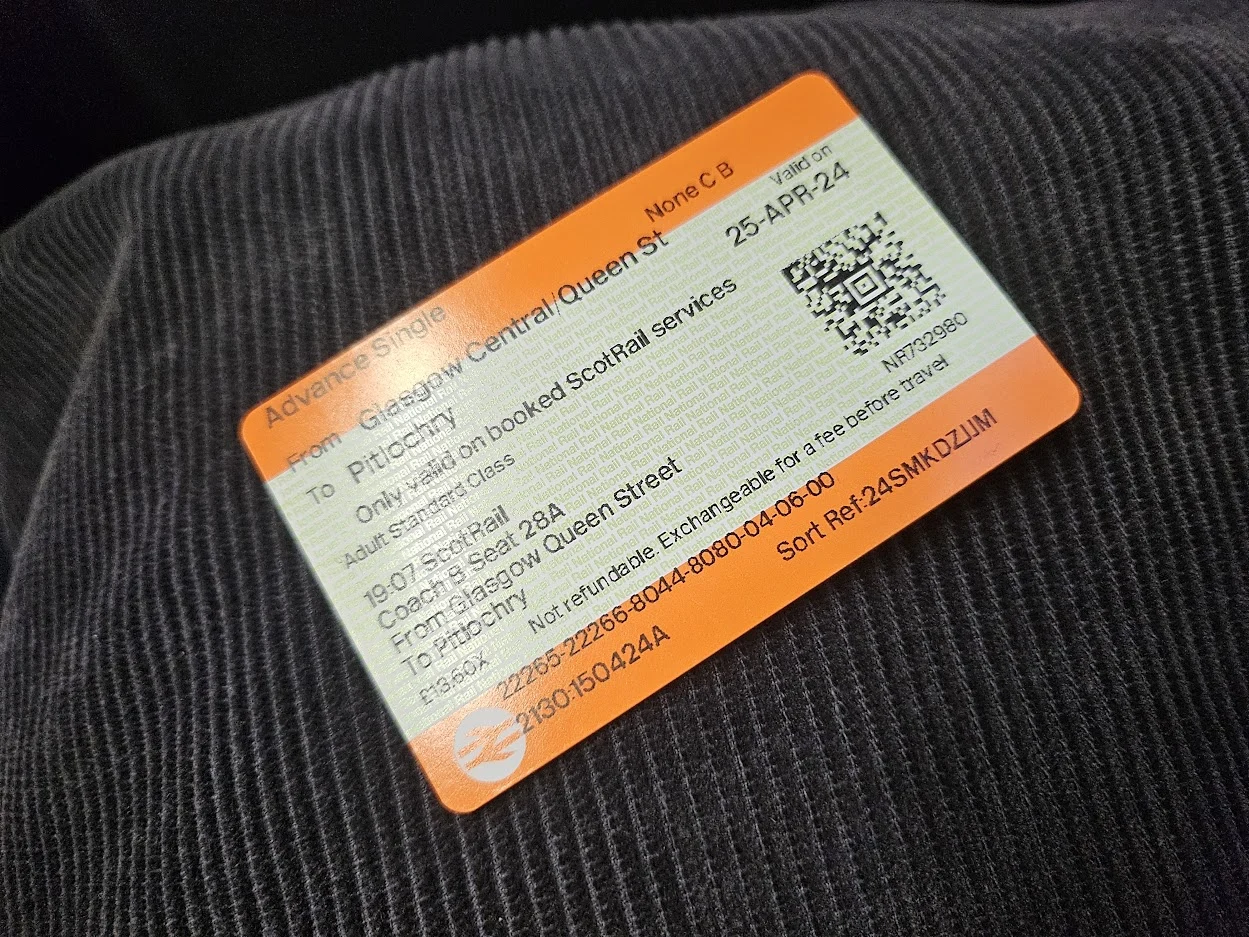 Advance Single None C B
From Glasgow Central/Queen St Valid on
To Pitlochry 25-APR-24
Only valid on booked ScotRail services
Adult Standard Class
19-07 ScotRail
Coach B Seat 28A
From Glasgow Queen Street
To Pitlochry
NR732980
Not refundable. Exchangeable for a fee before travel
£13.60X
22265-22266-8044-8080-04-06-00
2130:150424A
Sort Ref:24SMKDZJJM